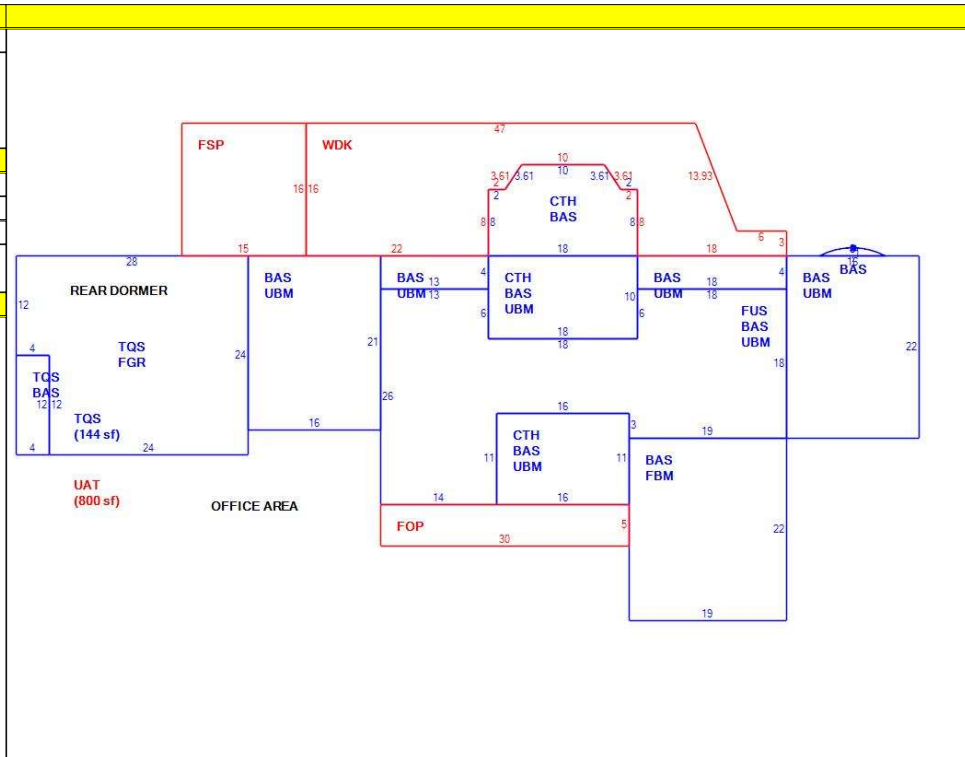 47
FSP
WDK
10
10
3.61
3.61
3.61
3.61
2
2
2
2
16
16
13.93
CTH
BAS
8
8
8
8
6
3
15
22
18
18
28
BAS
REAR DORMER
BAS
UBM
BAS
UBM
13
13
4
CTH
BAS
UBM
BAS
UBM
18
18
4
BAS
UBM
12
10
6
6
FUS
BAS
UBM
TQS
FGR
24
21
18
22
4
18
18
TQS
BAS
12
12
26
TQS
(144 sf)
16
16
CTH
BAS
UBM
3
19
4
24
11
11
BAS
FBM
UAT
(800 sf)
OFFICE AREA
14
16
FOP
5
22
30
19